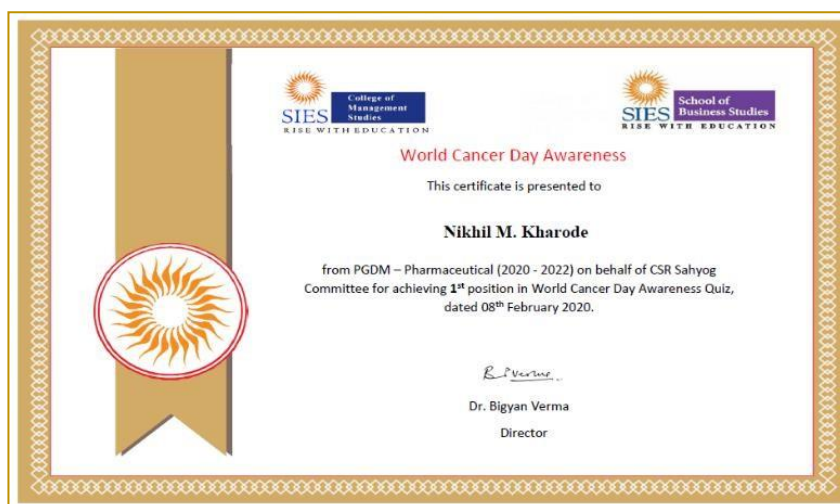 SIES
College of
Management
Studies
RISE WITH EDUCATION
SIES
School of
Business Studies
RISE WITH EDUCATION
World Cancer Day Awareness
This certificate is presented to
Nikhil M. Kharode
from PGDM – Pharmaceutical (2020 - 2022) on behalf of CSR Sahyog
Committee for achieving 1st position in World Cancer Day Awareness Quiz,
dated 08th February 2020.
B Verma
Dr. Bigyan Verma
Director